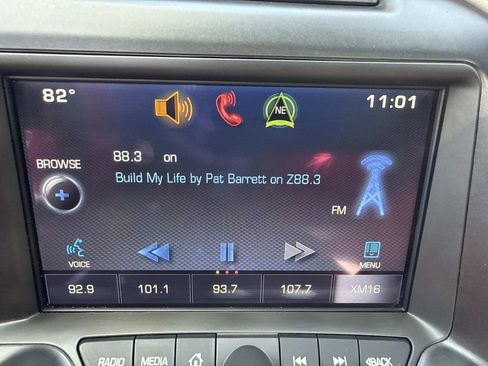 82°
NE
11:01
BROWSE
88.3 on
Build My Life by Pat Barrett on Z88.3
FM
VOICE
MENU
92.9 101.1 93.7 107.7 XM16
RADIO MEDIA BACK